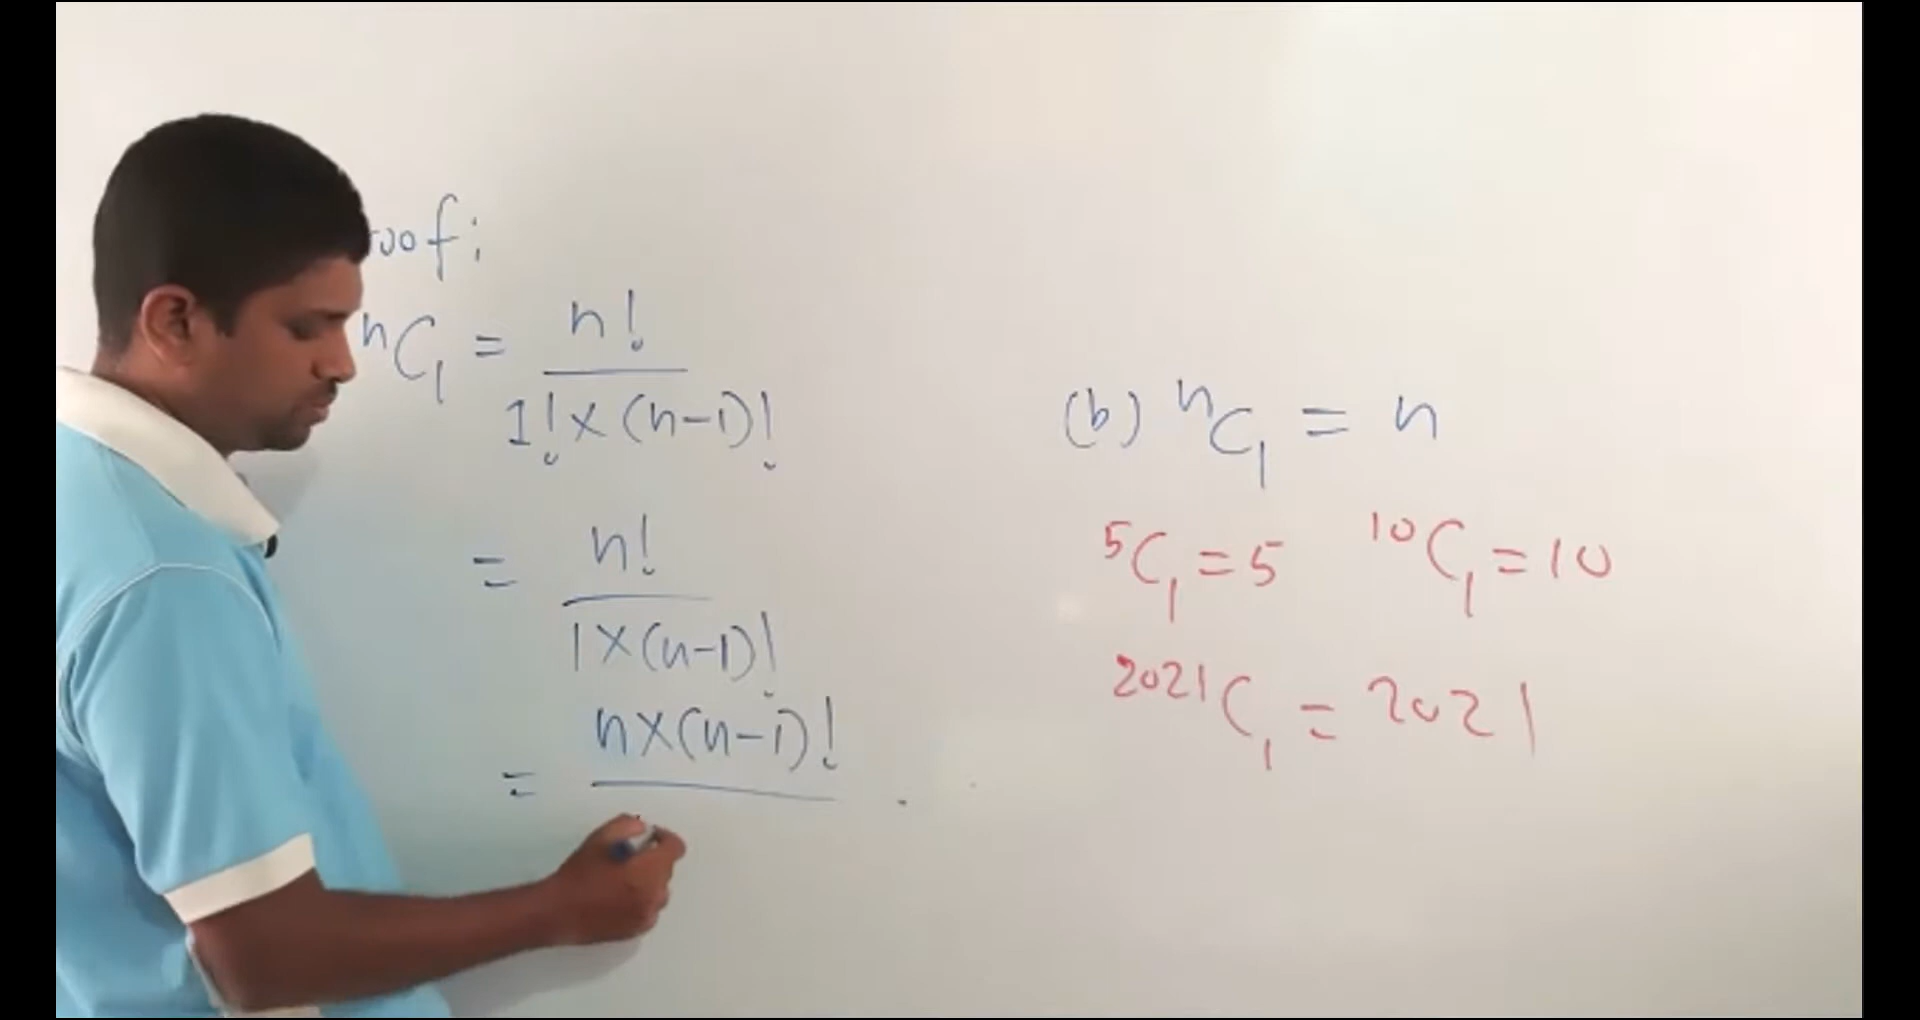 oof:
ⁿC₁ = n!
1! × (n-1)!
= n!
1 × (n-1)!
= n × (n-1)!
(b) ⁿC₁ = n
⁵C₁ = 5 ¹⁰C₁ = 10
²⁰²¹C₁ = 2021